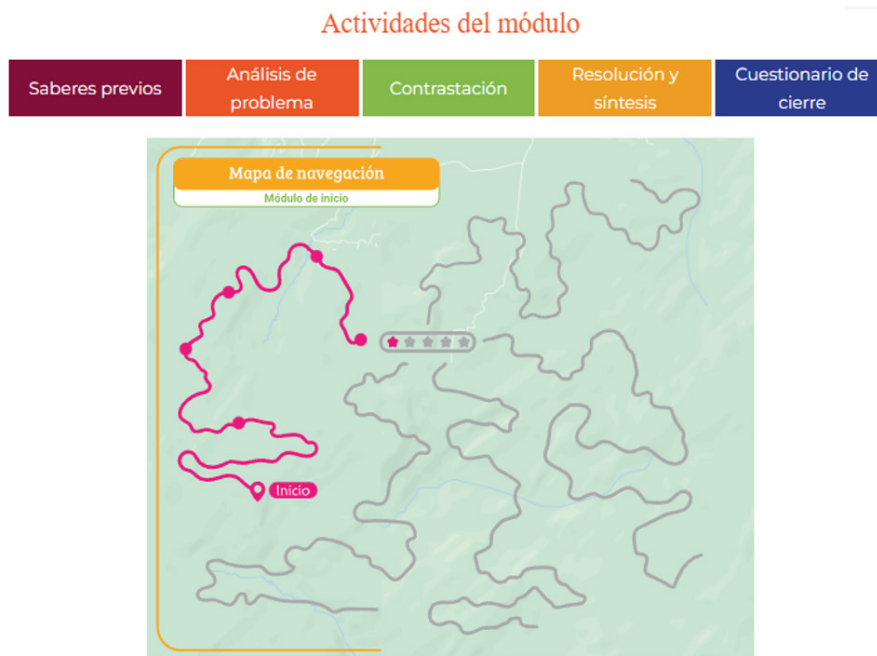 Actividades del módulo
Saberes previos
Análisis de
problema
Contrastación
Resolución y
síntesis
Cuestionario de
cierre
Mapa de navegación
Módulo de inicio
Inicio